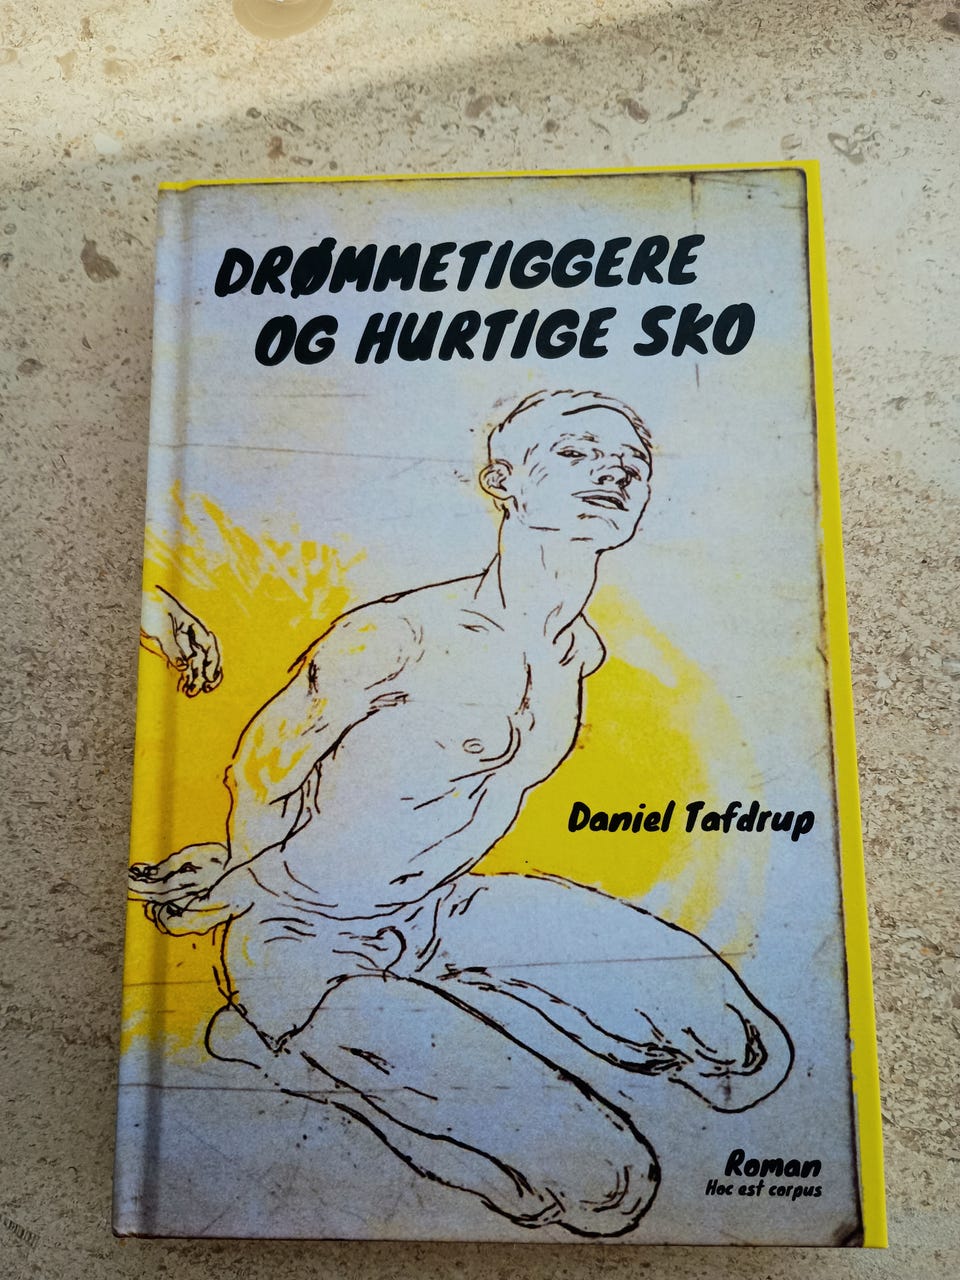 DRØMMETIGGERE
OG HURTIGE SKO
Daniel Tafdrup
Roman
Hoc est corpus